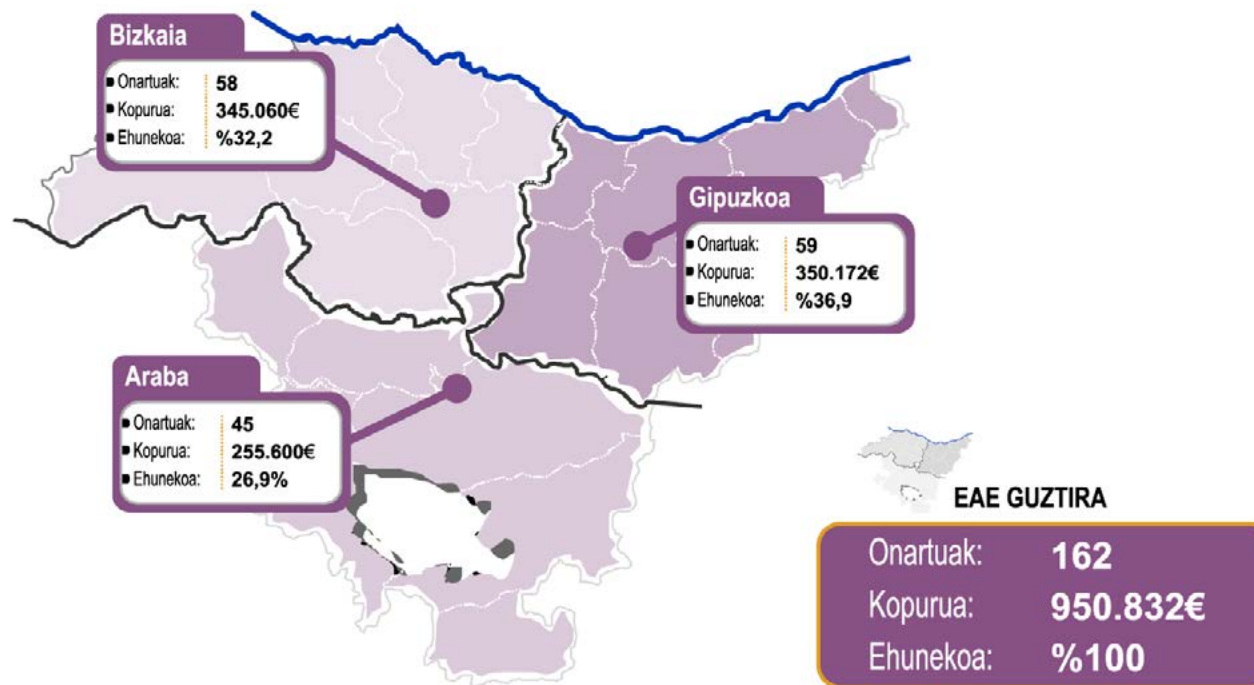 Bizkaia
Onartuak: 58
Kopurua: 345.060€
Ehunekoa: %32,2
Gipuzkoa
Onartuak: 59
Kopurua: 350.172€
Ehunekoa: %36,9
Araba
Onartuak: 45
Kopurua: 255.600€
Ehunekoa: 26,9%
EAE GUZTIRA
Onartuak: 162
Kopurua: 950.832€
Ehunekoa: %100